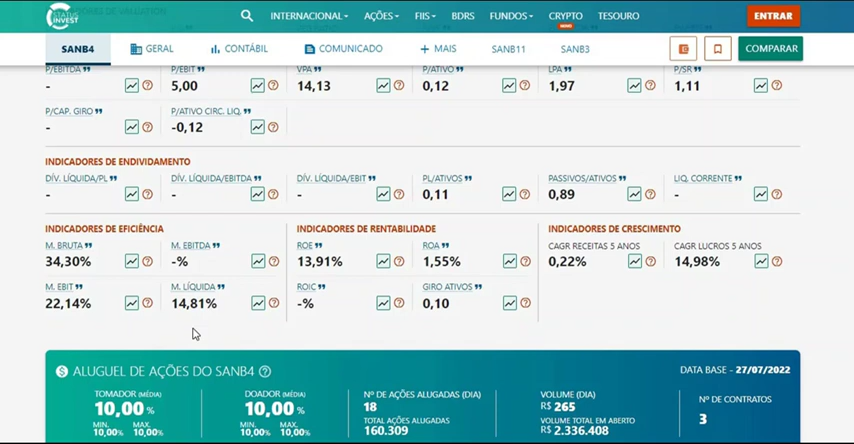 STATUS INVEST
INTERNACIONAL AÇÕES FIIS BDRS FUNDOS CRYPTO TESOURO ENTRAR
SANB4 GERAL CONTÁBIL COMUNICADO + MAIS SANB11 SANB3 COMPARAR
P/EBITDA P/EBIT VPA P/ATIVO LPA P/SR
- 5,00 14,13 0,12 1,97 1,11
P/CAP. GIRO P/ATIVO CIRC. LIQ.
- -0,12
INDICADORES DE ENDIVIDAMENTO
DÍV. LÍQUIDA/PL DÍV. LÍQUIDA/EBITDA DÍV. LÍQUIDA/EBIT PL/ATIVOS PASSIVOS/ATIVOS LIQ. CORRENTE
- - - 0,11 0,89 -
INDICADORES DE EFICIÊNCIA INDICADORES DE RENTABILIDADE INDICADORES DE CRESCIMENTO
M. BRUTA M. EBITDA ROE ROA CAGR RECEITAS 5 ANOS CAGR LUCROS 5 ANOS
34,30% -% 13,91% 1,55% 0,22% 14,98%
M. EBIT M. LÍQUIDA ROIC GIRO ATIVOS
22,14% 14,81% -% 0,10
ALUGUEL DE AÇÕES DO SANB4 DATA BASE - 27/07/2022
TOMADOR (MÉDIA) DOADOR (MÉDIA) Nº DE AÇÕES ALUGADAS (DIA) VOLUME (DIA) Nº DE CONTRATOS
10,00 % 10,00 % 18 R$ 265 3
MIN. MAX. MIN. MAX. TOTAL AÇÕES ALUGADAS VOLUME TOTAL EM ABERTO
10,00% 10,00% 10,00% 10,00% 160.309 R$ 2.336.408